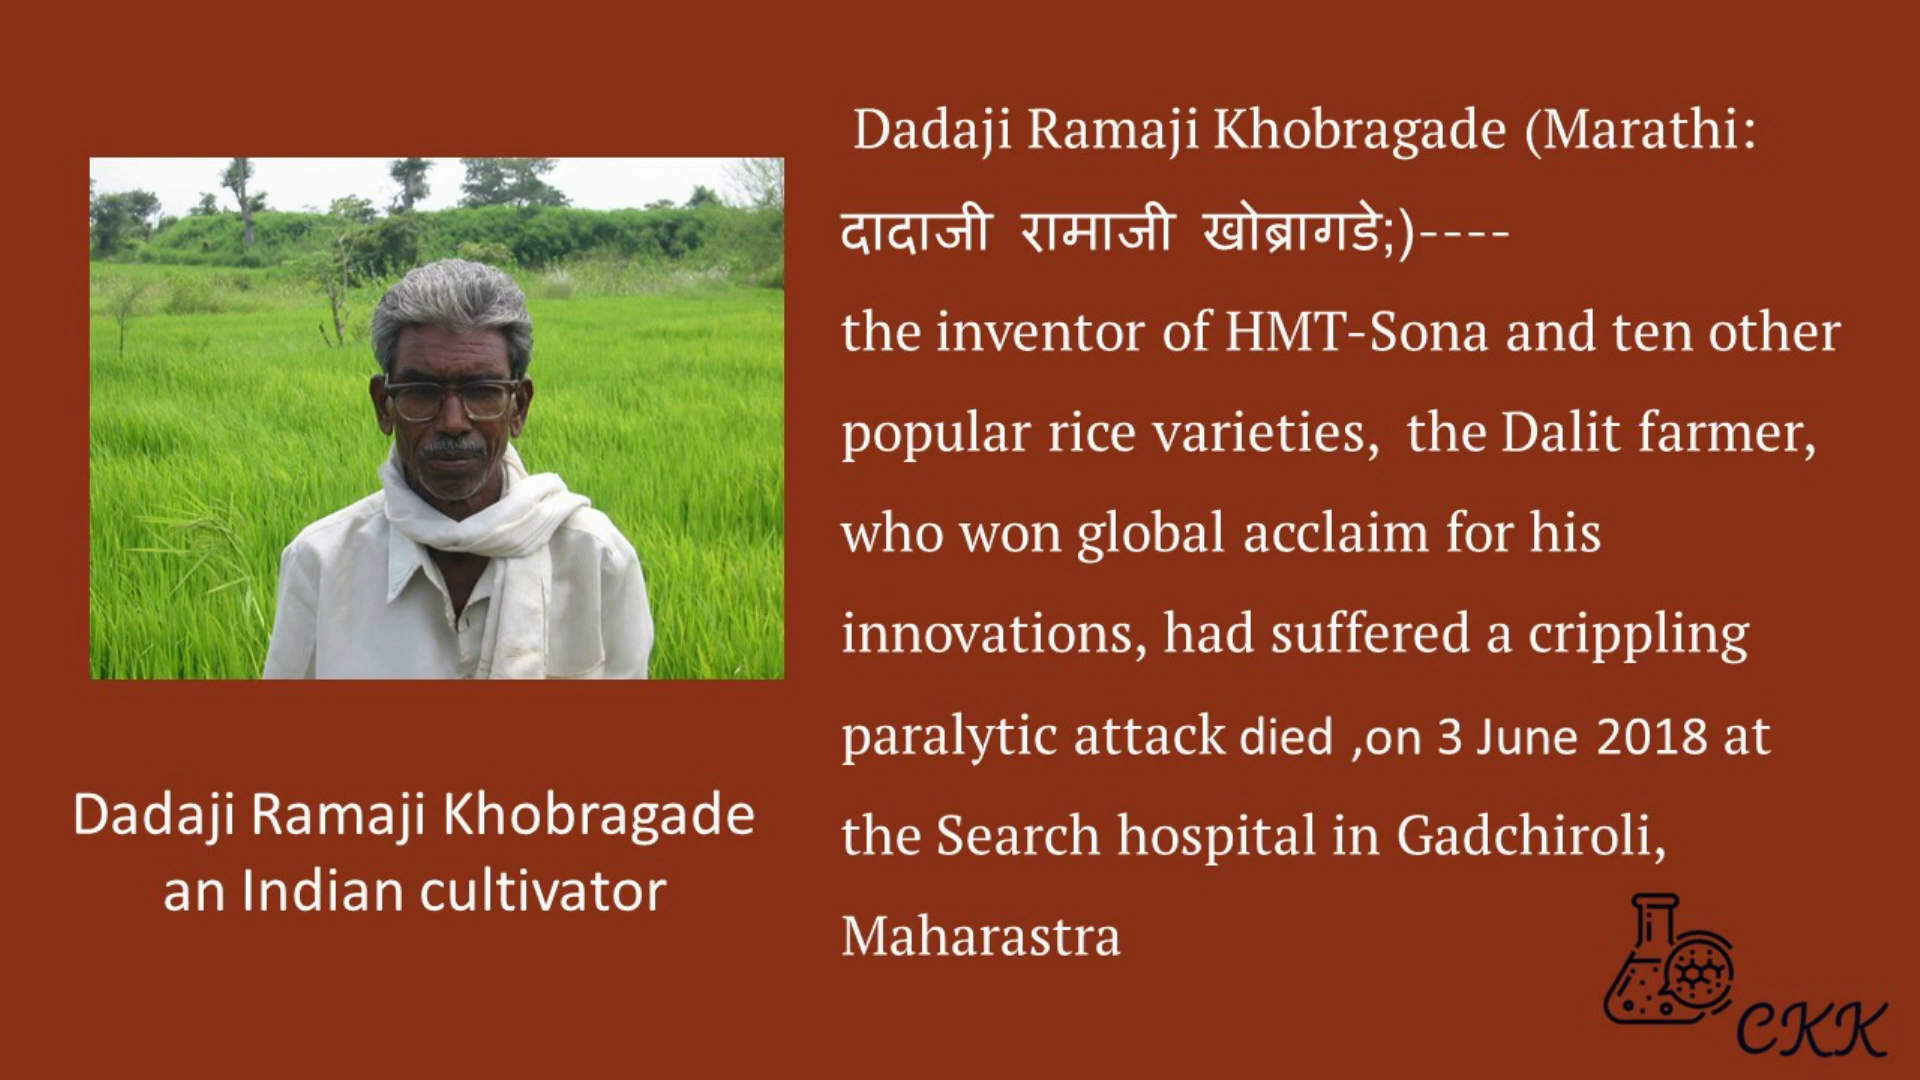 Dadaji Ramaji Khobragade (Marathi:
दादाजी रामाजी खोब्रागडे;)----
the inventor of HMT-Sona and ten other
popular rice varieties, the Dalit farmer,
who won global acclaim for his
innovations, had suffered a crippling
paralytic attack died ,on 3 June 2018 at
the Search hospital in Gadchiroli,
Maharastra
Dadaji Ramaji Khobragade
an Indian cultivator
CKK